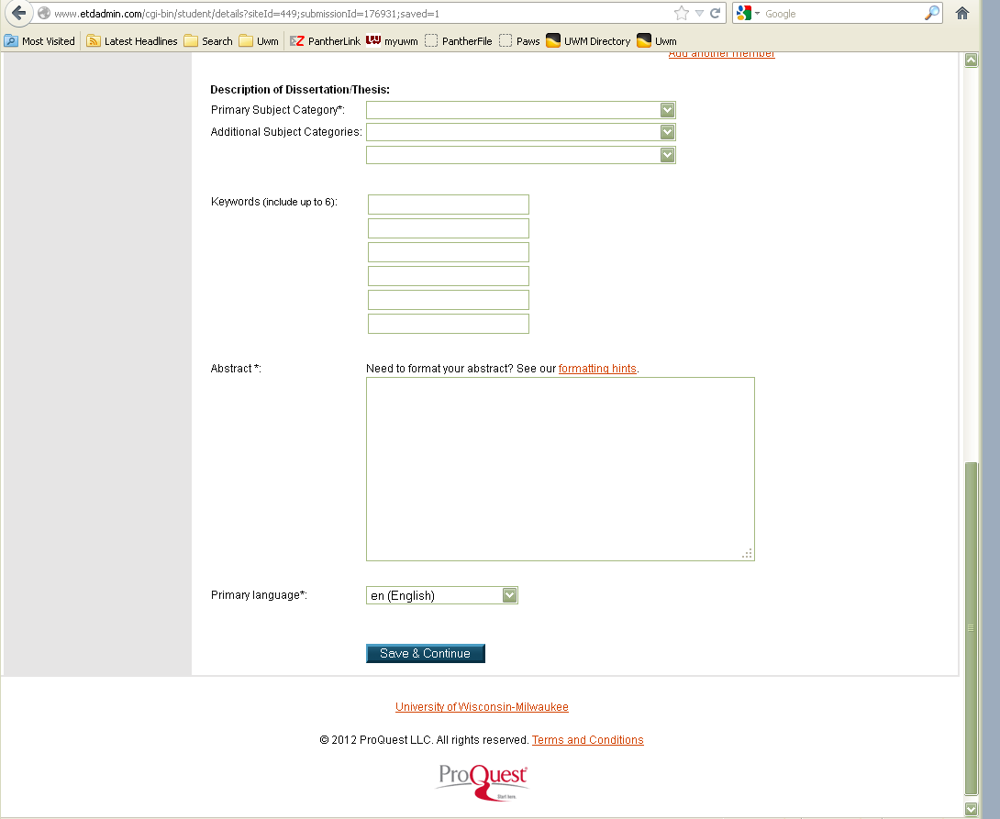 www.etdadmin.com/cgi-bin/student/details?siteId=449;submissionId=176931;saved=1
Google
Most Visited Latest Headlines Search Uwm PantherLink myuwm PantherFile Paws UWM Directory Uwm
Add another member
Description of Dissertation/Thesis:
Primary Subject Category*:
Additional Subject Categories:
Keywords (include up to 6):
Abstract *: Need to format your abstract? See our formatting hints.
Primary language*: en (English)
Save & Continue
University of Wisconsin-Milwaukee
© 2012 ProQuest LLC. All rights reserved. Terms and Conditions
ProQuest
Start here.